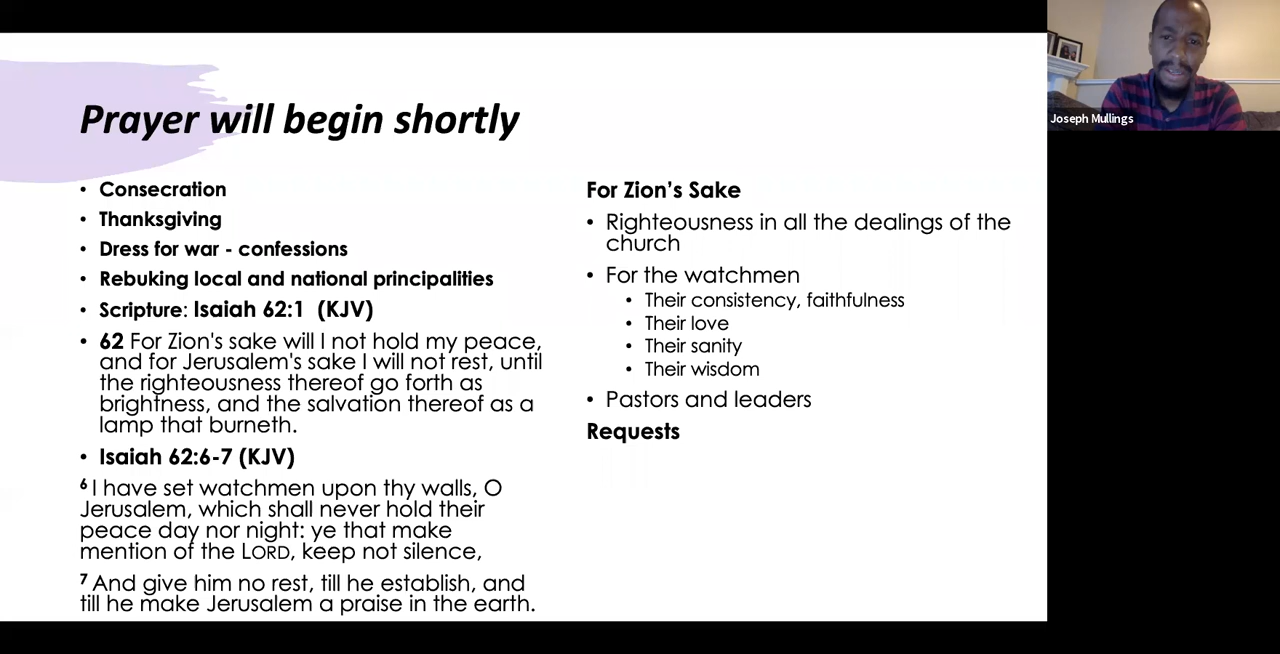 Prayer will begin shortly
• Consecration
• Thanksgiving
• Dress for war - confessions
• Rebuking local and national principalities
• Scripture: Isaiah 62:1 (KJV)
• 62 For Zion's sake will I not hold my peace,
and for Jerusalem's sake I will not rest, until
the righteousness thereof go forth as
brightness, and the salvation thereof as a
lamp that burneth.
• Isaiah 62:6-7 (KJV)
6 I have set watchmen upon thy walls, O
Jerusalem, which shall never hold their
peace day nor night: ye that make
mention of the LORD, keep not silence,
7 And give him no rest, till he establish, and
till he make Jerusalem a praise in the earth.
For Zion’s Sake
• Righteousness in all the dealings of the
church
• For the watchmen
• Their consistency, faithfulness
• Their love
• Their sanity
• Their wisdom
• Pastors and leaders
Requests
Joseph Mullings